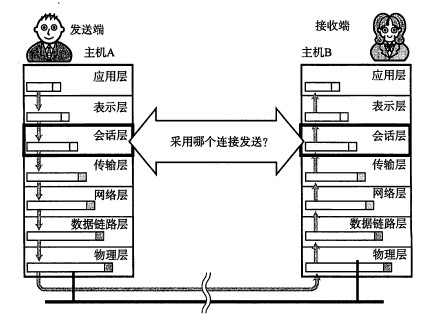 发送端
接收端
主机A
主机B
应用层
应用层
表示层
表示层
会话层
采用哪个连接发送?
会话层
传输层
传输层
网络层
网络层
数据链路层
数据链路层
物理层
物理层